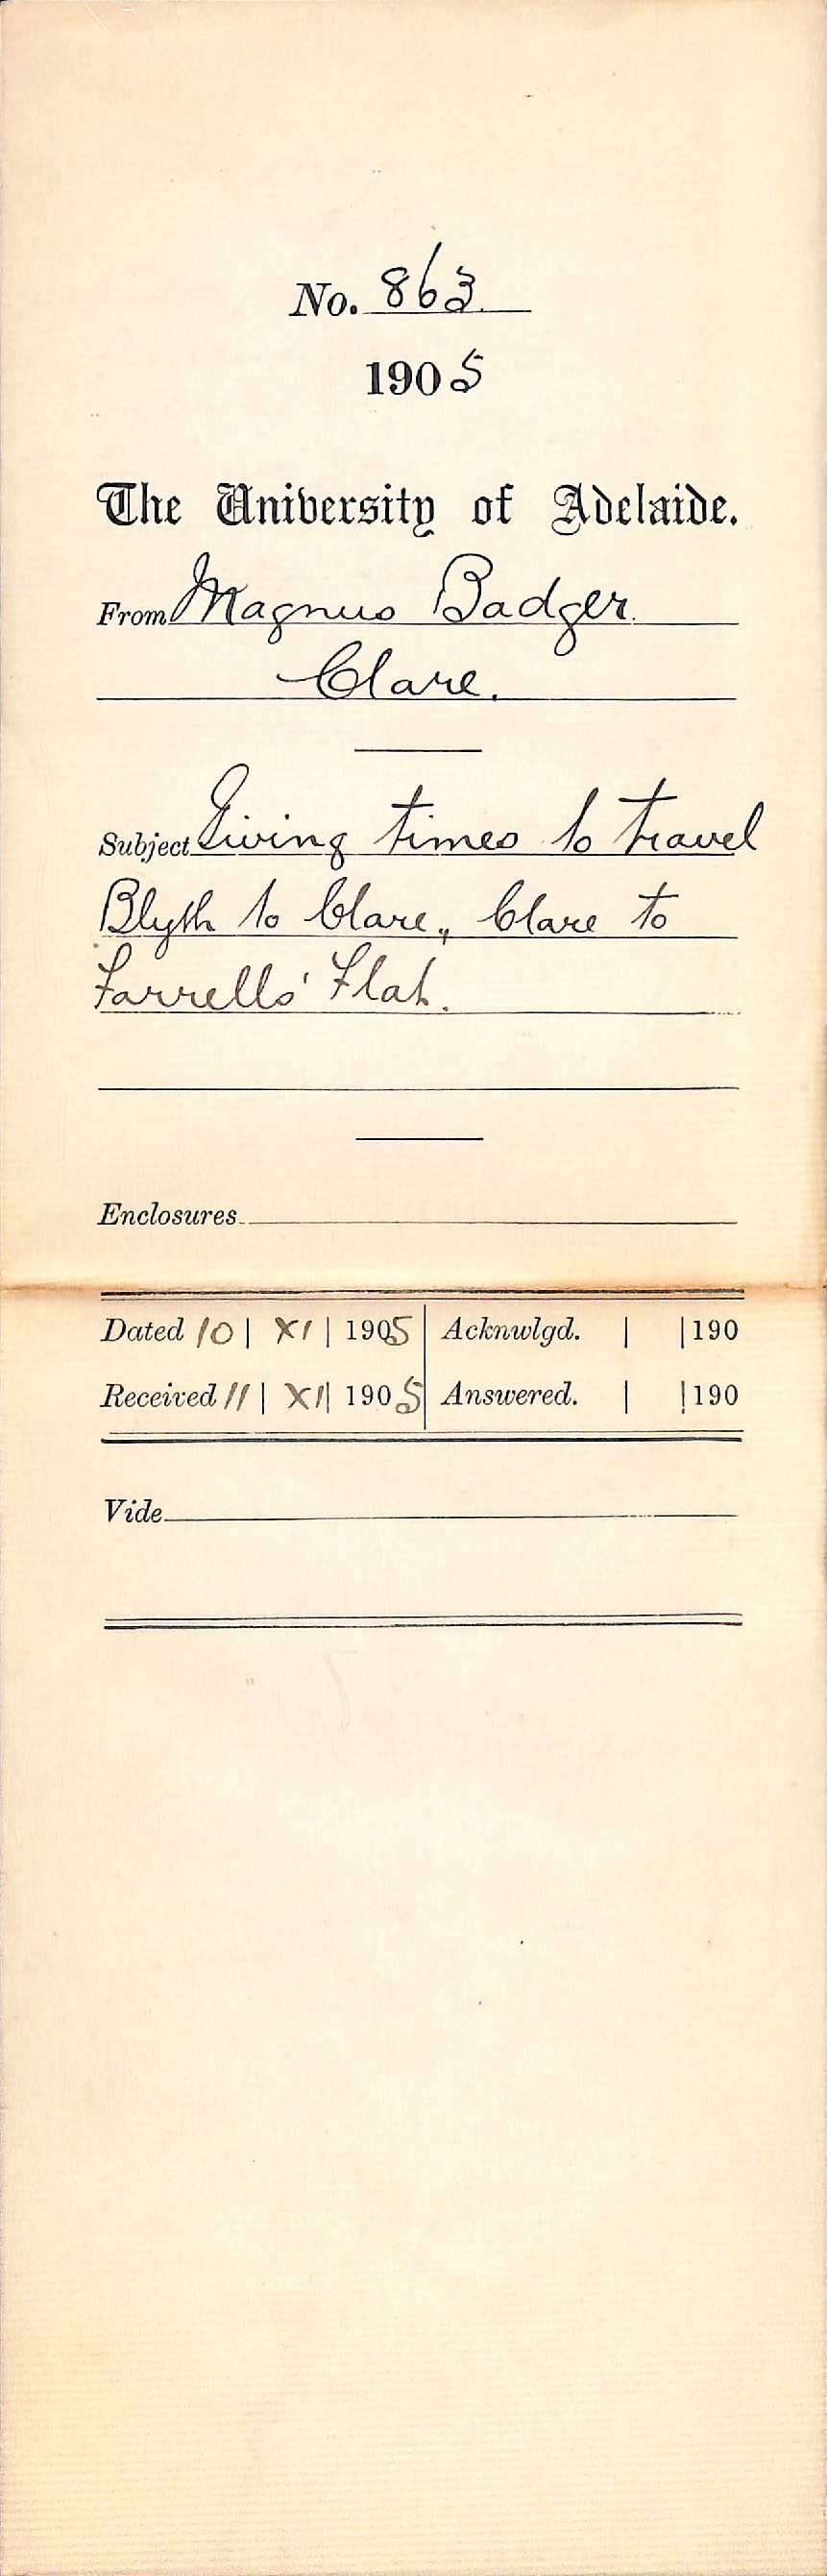 No. 863.
1905
The University of Adelaide.
From Magnus Badger.
Clare.
Subject Giving times to travel
Blyth to Clare, Clare to
Farrells' Flat.
Enclosures
Dated 10 | XI | 1905 Acknwlgd. | | 190
Received 11 | XI | 1905 Answered. | | 190
Vide